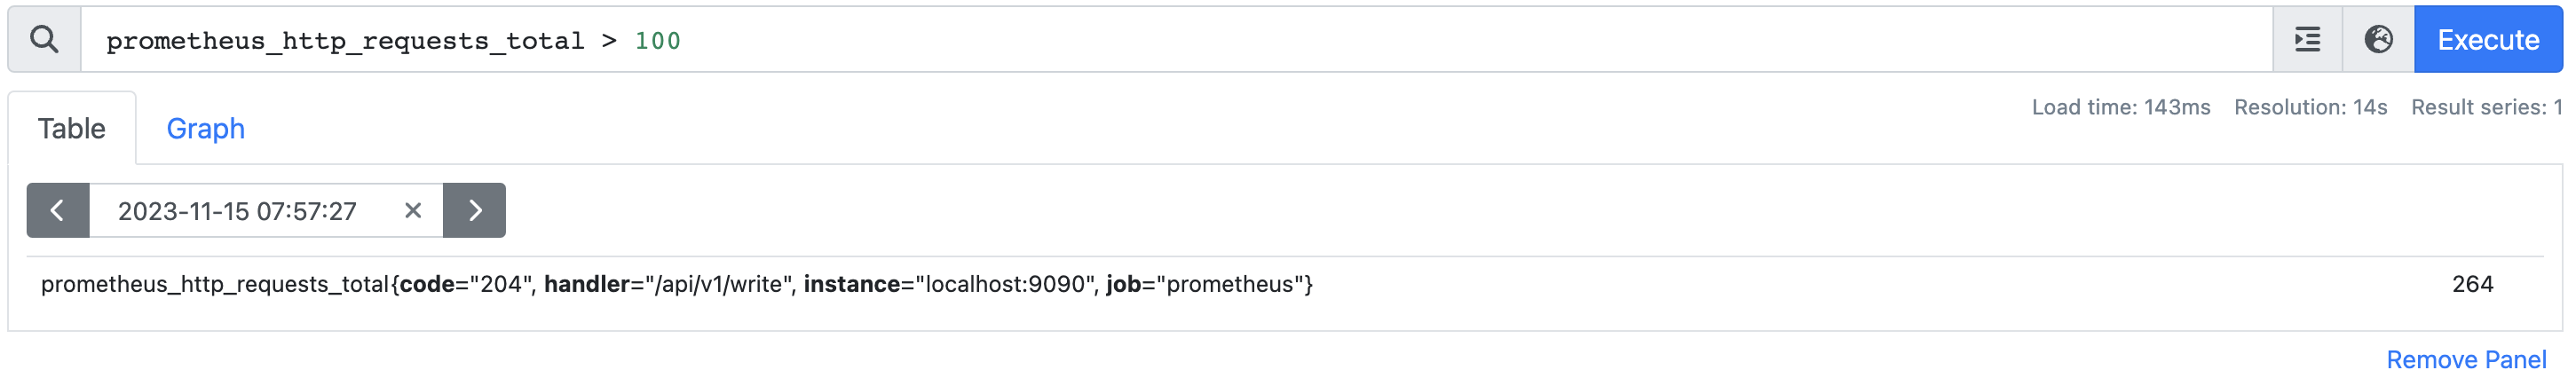 prometheus_http_requests_total > 100
Execute
Table
Graph
Load time: 143ms Resolution: 14s Result series: 1
2023-11-15 07:57:27
prometheus_http_requests_total{code="204", handler="/api/v1/write", instance="localhost:9090", job="prometheus"} 264
Remove Panel